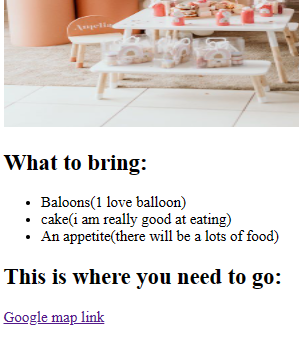 What to bring:
Baloons(1 love balloon)
cake(i am really good at eating)
An appetite(there will be a lots of food)
This is where you need to go:
Google map link